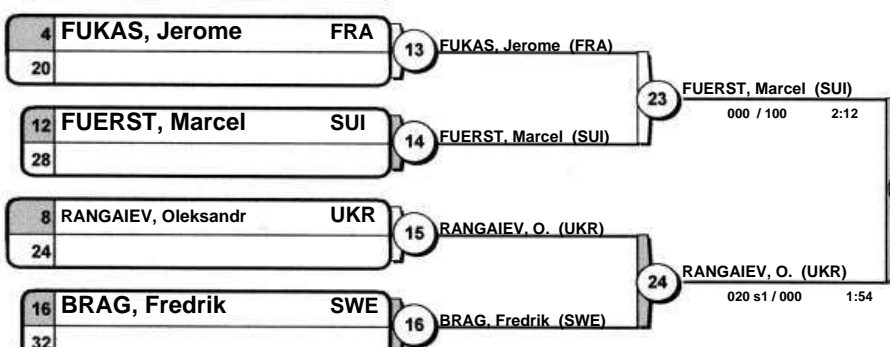 4 FUKAS, Jerome FRA
20
13
FUKAS, Jerome (FRA)
12 FUERST, Marcel SUI
28
14
FUERST, Marcel (SUI)
23
FUERST, Marcel (SUI)
000 / 100 2:12
8 RANGAIEV, Oleksandr UKR
24
15
RANGAIEV, O. (UKR)
16 BRAG, Fredrik SWE
32
16
BRAG, Fredrik (SWE)
24
RANGAIEV, O. (UKR)
020 s1 / 000 1:54